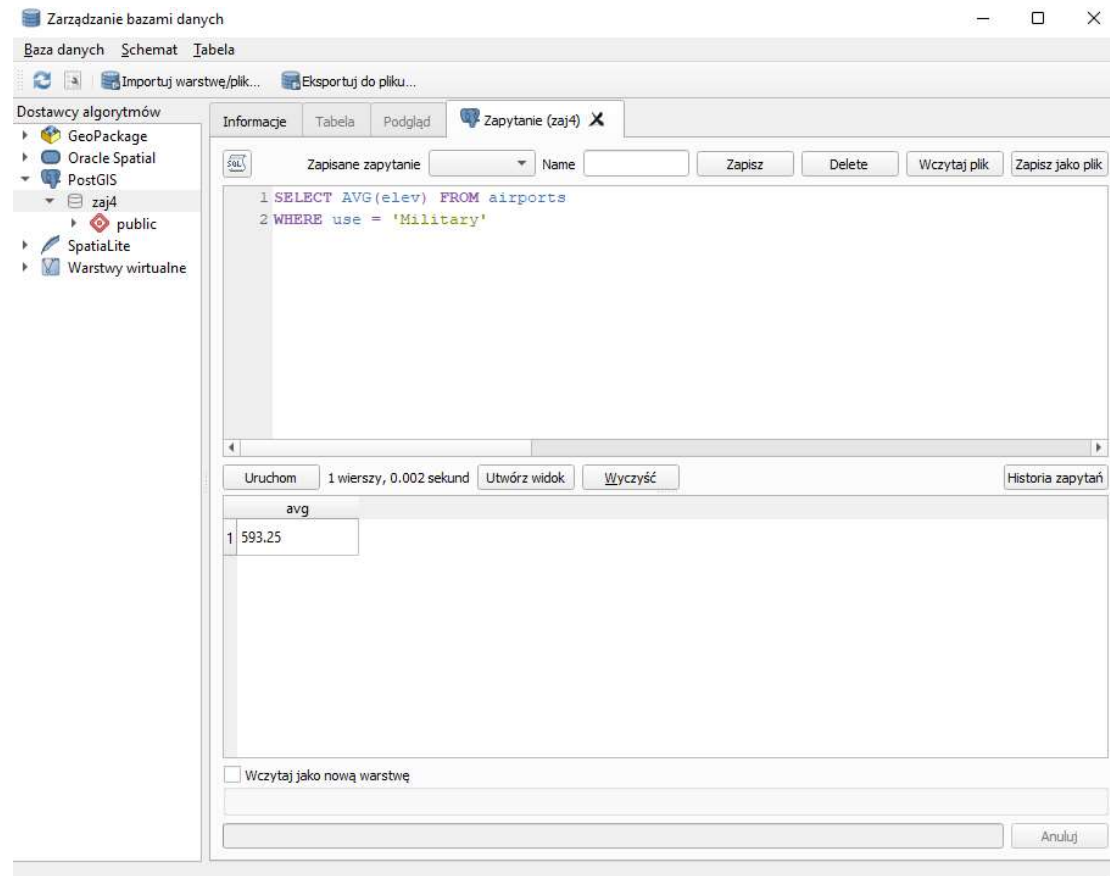 Zarządzanie bazami danych
Baza danych Schemat Tabela
Importuj warstwę/plik... Eksportuj do pliku...
Dostawcy algorytmów
GeoPackage
Oracle Spatial
PostGIS
zaj4
public
SpatiaLite
Warstwy wirtualne
Informacje Tabela Podgląd Zapytanie (zaj4)
SQL Zapisane zapytanie Name Zapisz Delete Wczytaj plik Zapisz jako plik
1 SELECT AVG(elev) FROM airports
2 WHERE use = 'Military'
Uruchom 1 wierszy, 0.002 sekund Utwórz widok Wyczyść Historia zapytań
avg
1 593.25
Wczytaj jako nową warstwę
Anuluj